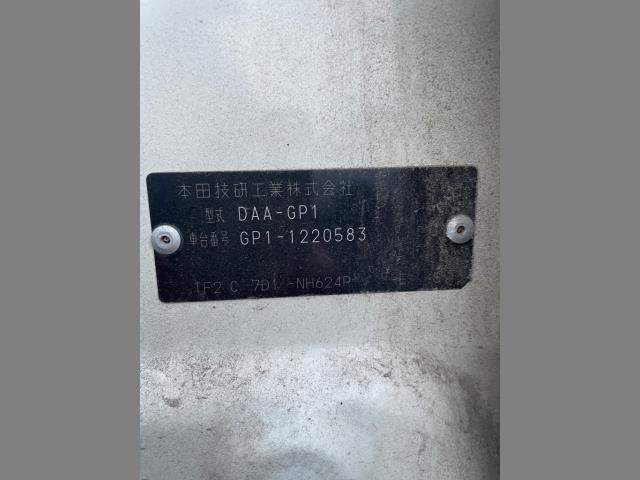 本田技研工業株式会社
型式 DAA-GP1
車台番号 GP1-1220583
TF2 C 7D1 -NH624P